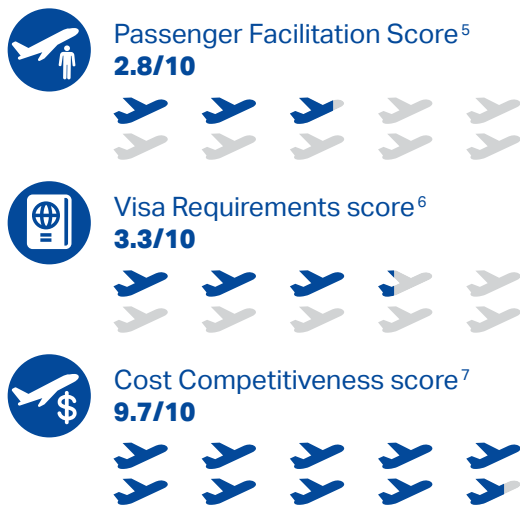 Passenger Facilitation Score⁵
2.8/10
Visa Requirements score⁶
3.3/10
Cost Competitiveness score⁷
9.7/10
$